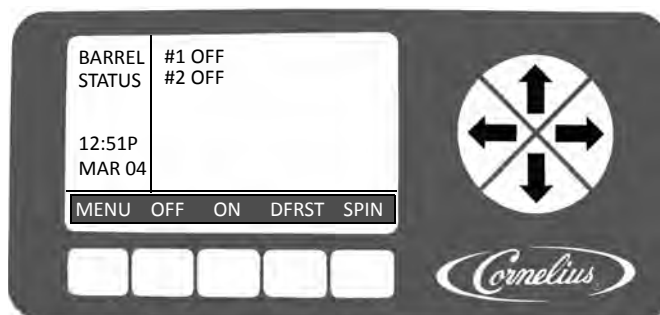 BARREL #1 OFF
STATUS #2 OFF
12:51P
MAR 04
MENU OFF ON DFRST SPIN
Cornelius